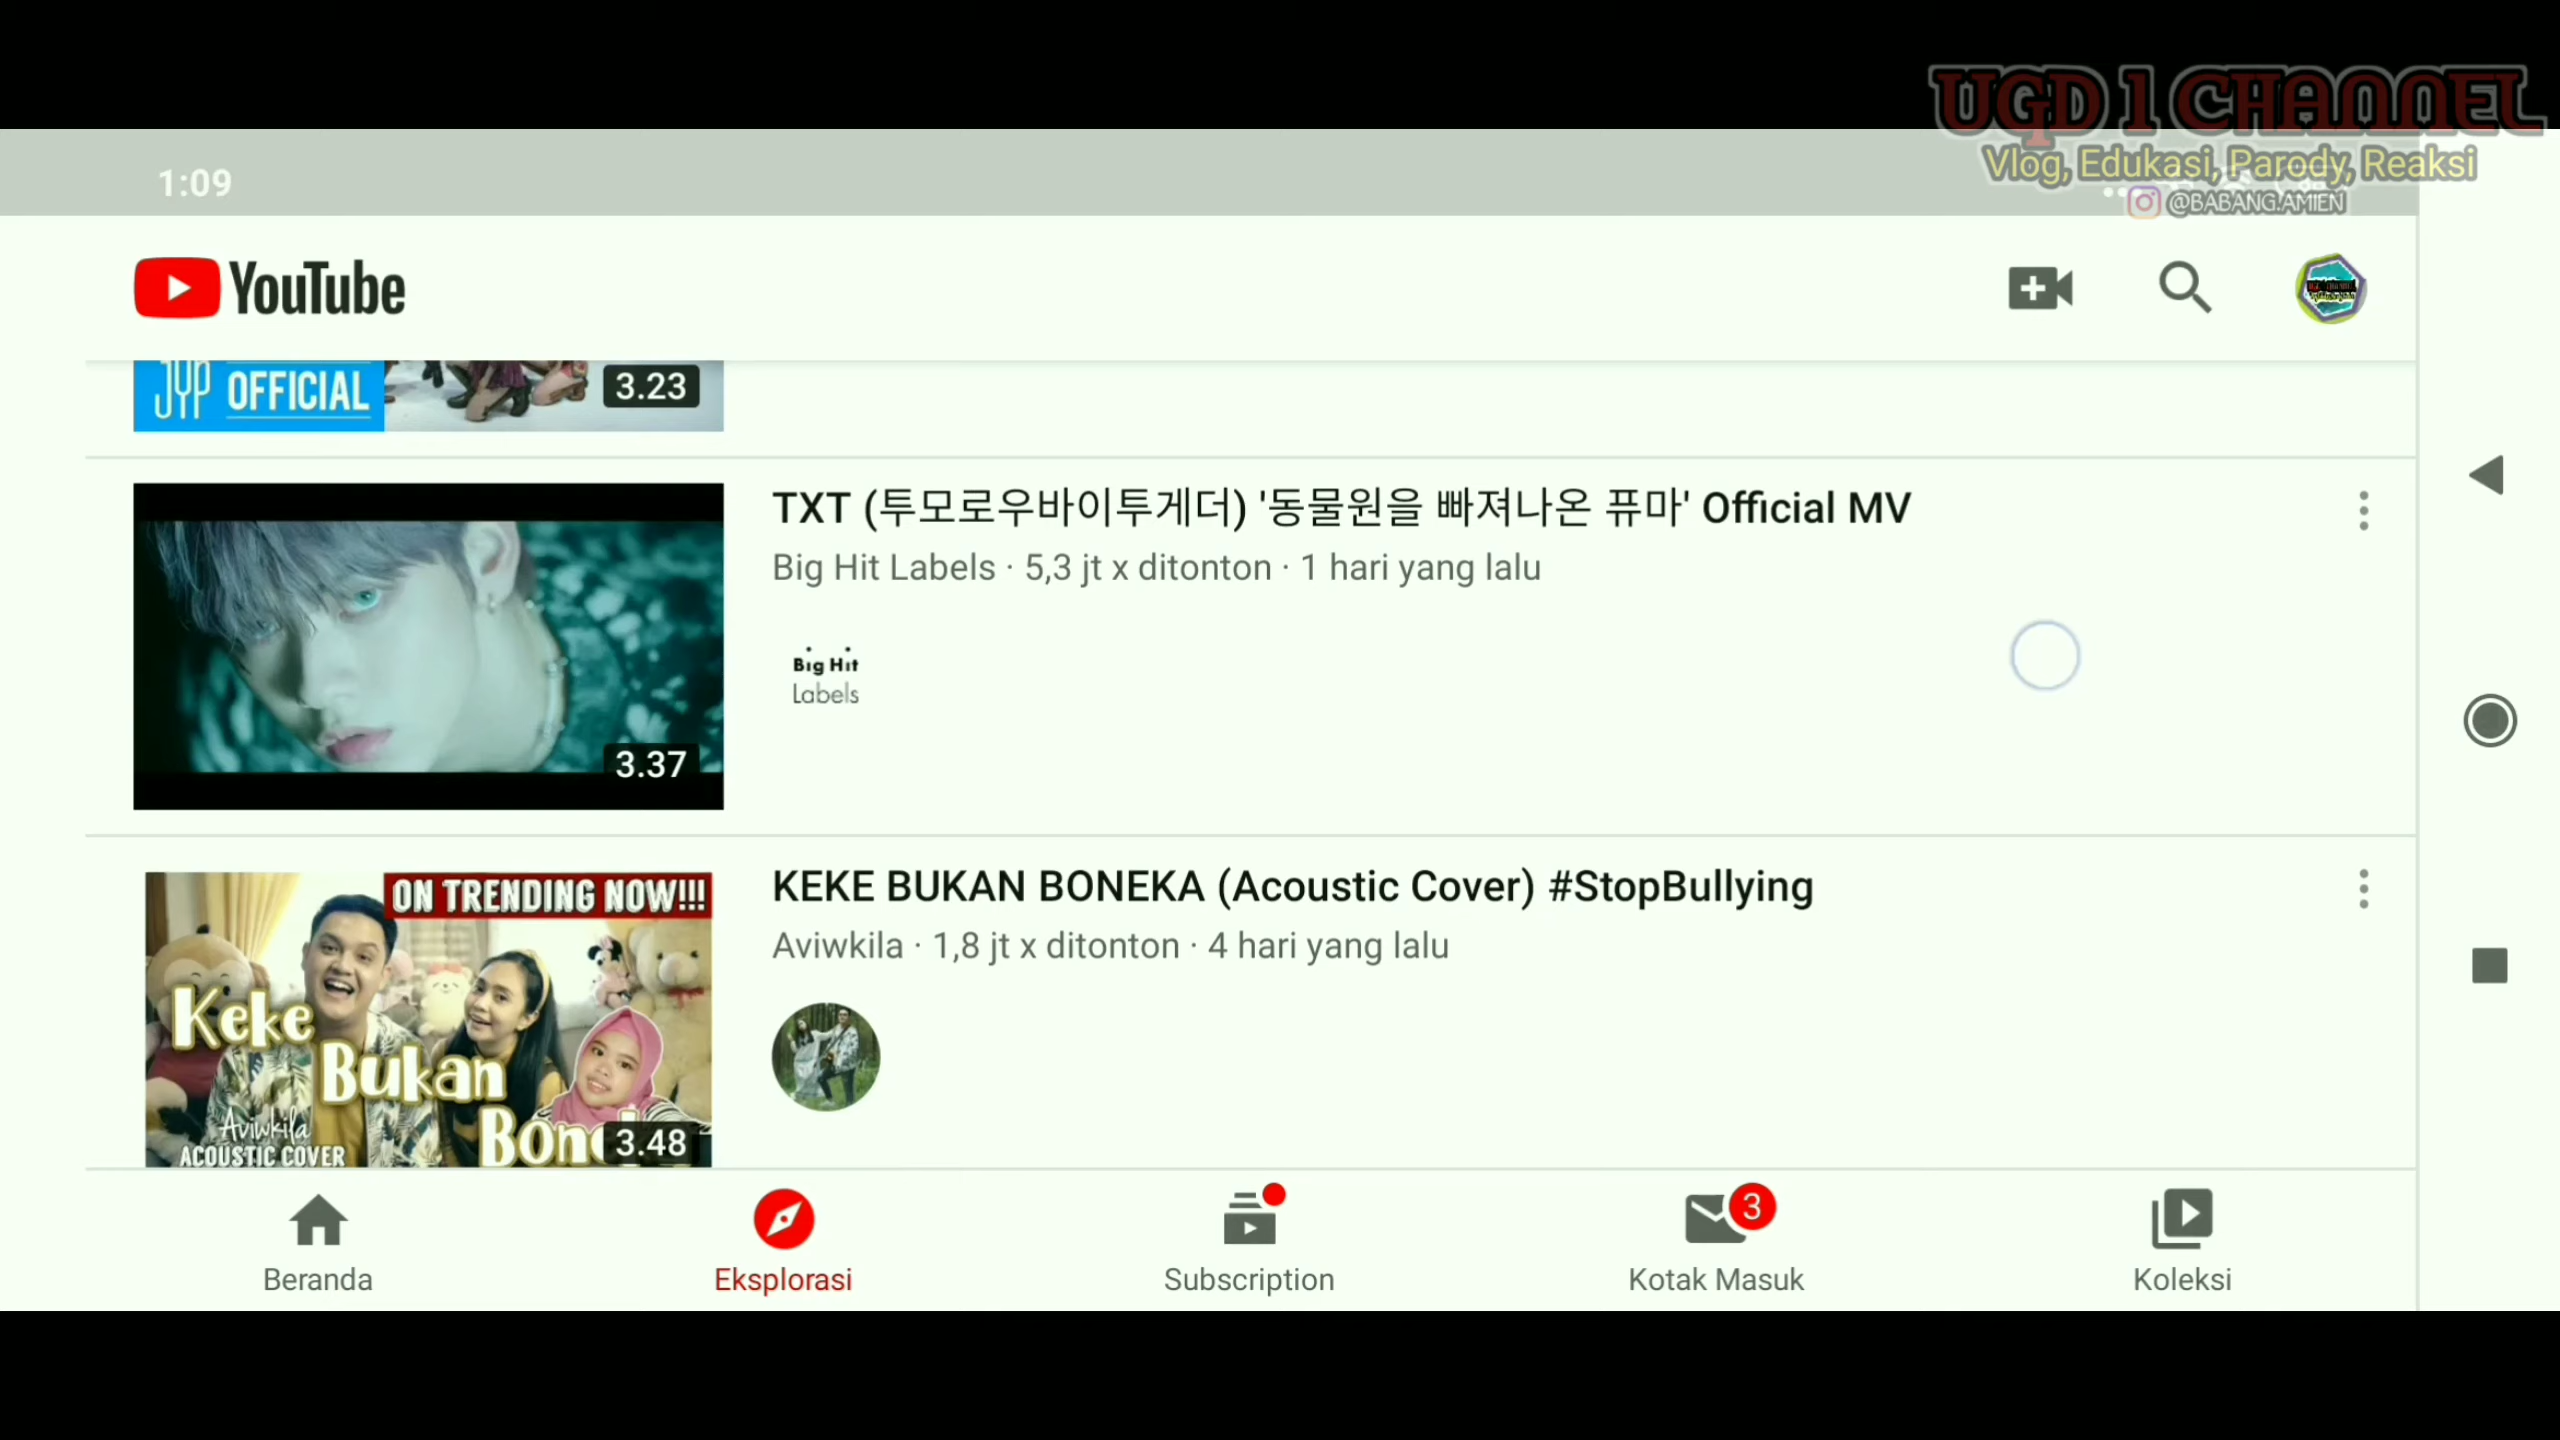 UGD 1 CHANNEL
Vlog, Edukasi, Parody, Reaksi
@BABANG.AMIEN
1:09
YouTube
JYP OFFICIAL
3.23
TXT (투모로우바이투게더) '동물원을 빠져나온 퓨마' Official MV
Big Hit Labels · 5,3 jt x ditonton · 1 hari yang lalu
Big Hit
Labels
3.37
KEKE BUKAN BONEKA (Acoustic Cover) #StopBullying
Aviwkila · 1,8 jt x ditonton · 4 hari yang lalu
ON TRENDING NOW!!!
Keke
Bukan
Aviwkila
ACOUSTIC COVER
3.48
3
Beranda
Eksplorasi
Subscription
Kotak Masuk
Koleksi